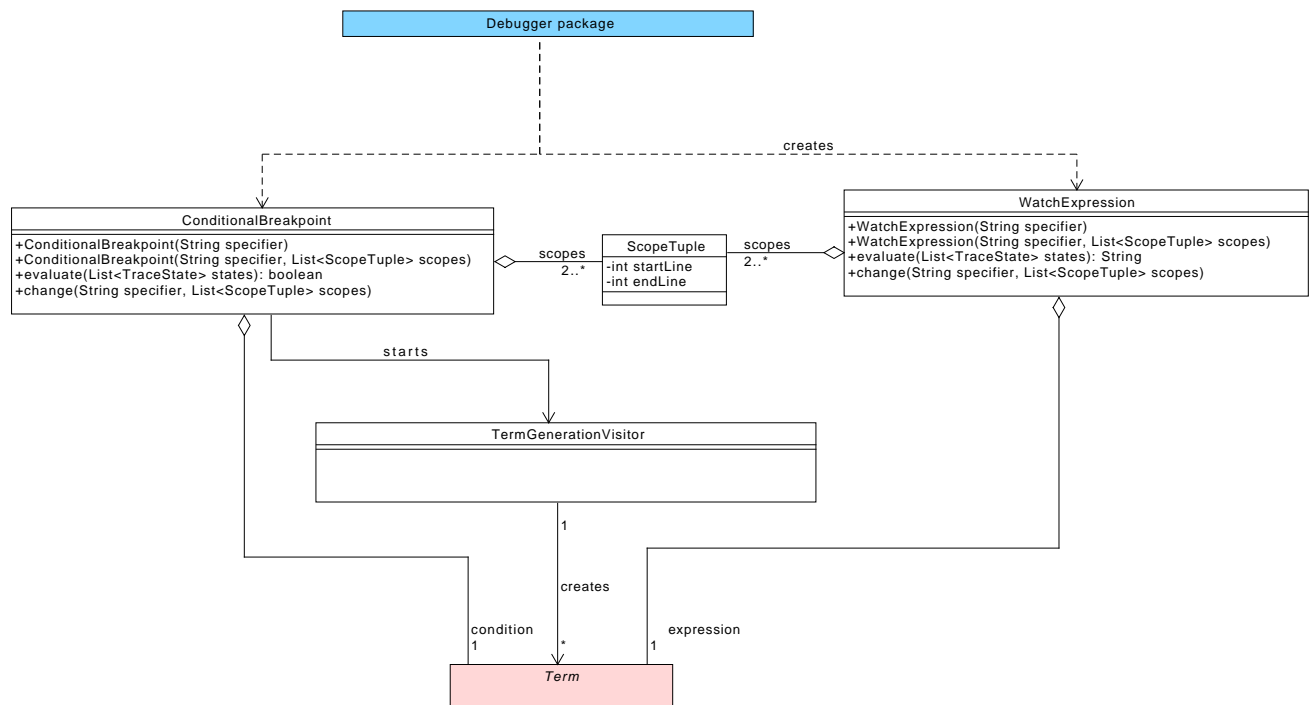 Debugger package
creates
ConditionalBreakpoint
+ConditionalBreakpoint(String specifier)
+ConditionalBreakpoint(String specifier, List<ScopeTuple> scopes)
+evaluate(List<TraceState> states): boolean
+change(String specifier, List<ScopeTuple> scopes)
scopes
2..*
ScopeTuple
-int startLine
-int endLine
scopes
2..*
WatchExpression
+WatchExpression(String specifier)
+WatchExpression(String specifier, List<ScopeTuple> scopes)
+evaluate(List<TraceState> states): String
+change(String specifier, List<ScopeTuple> scopes)
starts
TermGenerationVisitor
1
creates
condition
1
*
expression
1
Term